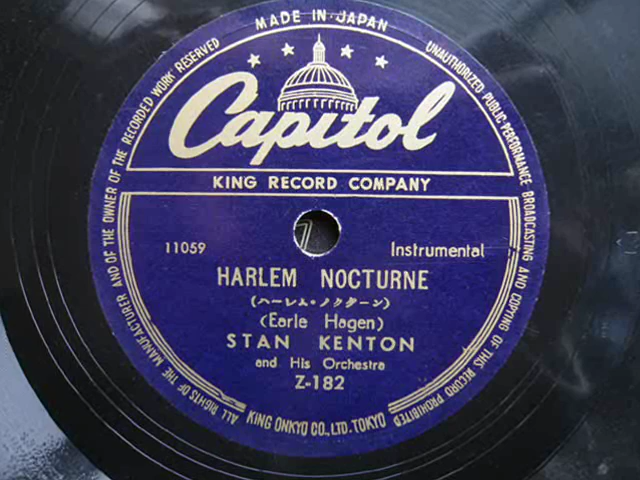 MADE IN JAPAN
ALL RIGHTS OF THE MANUFACTURER AND OF THE OWNER OF THE RECORDED WORK RESERVED
UNAUTHORIZED PUBLIC PERFORMANCE BROADCASTING AND COPYING OF THIS RECORD PROHIBITED
Capitol
KING RECORD COMPANY
11059
Instrumental
HARLEM NOCTURNE
(ハーレム・ノクターン)
(Earle Hagen)
STAN KENTON
and His Orchestra
Z-182
KING ONKYO CO., LTD. TOKYO